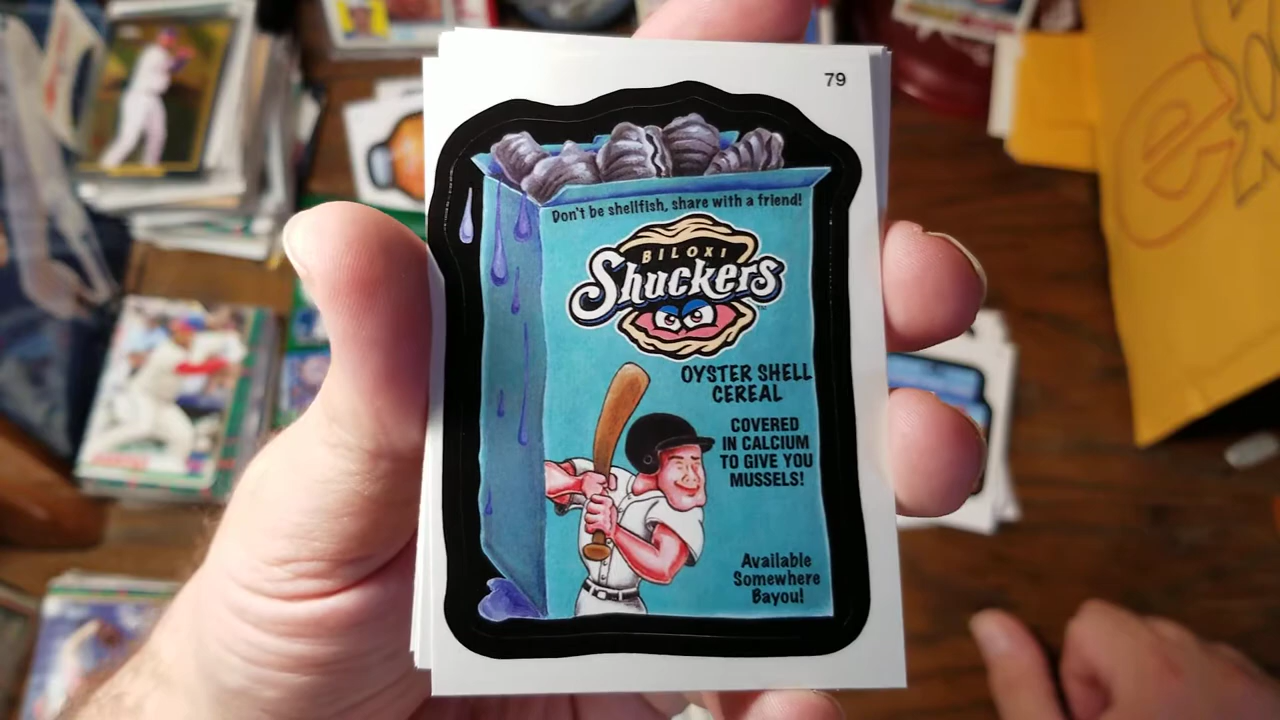 79
Don't be shellfish, share with a friend!
BILOXI
Shuckers
TM
OYSTER SHELL
CEREAL
COVERED
IN CALCIUM
TO GIVE YOU
MUSSELS!
Available
Somewhere
Bayou!